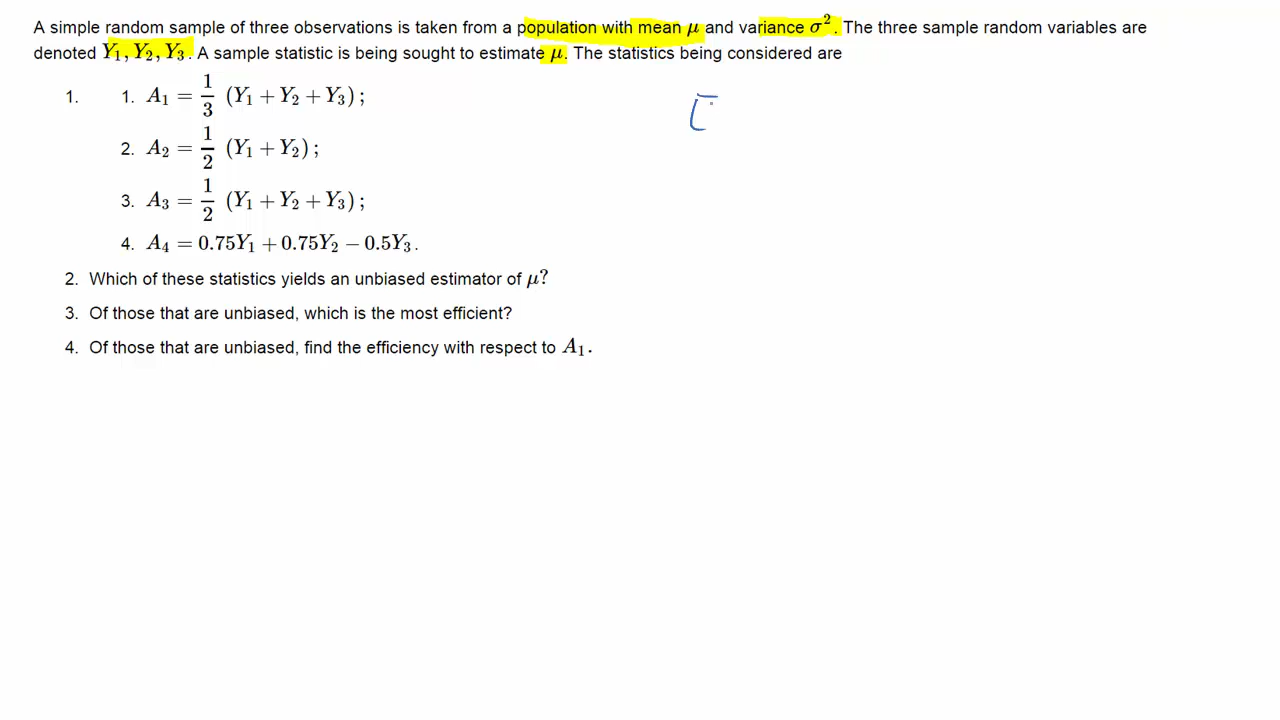 A simple random sample of three observations is taken from a population with mean μ and variance σ². The three sample random variables are
denoted Y₁, Y₂, Y₃. A sample statistic is being sought to estimate μ. The statistics being considered are
1. 1. A₁ = 1/3 (Y₁ + Y₂ + Y₃);
2. A₂ = 1/2 (Y₁ + Y₂);
3. A₃ = 1/2 (Y₁ + Y₂ + Y₃);
4. A₄ = 0.75Y₁ + 0.75Y₂ − 0.5Y₃.
2. Which of these statistics yields an unbiased estimator of μ?
3. Of those that are unbiased, which is the most efficient?
4. Of those that are unbiased, find the efficiency with respect to A₁.